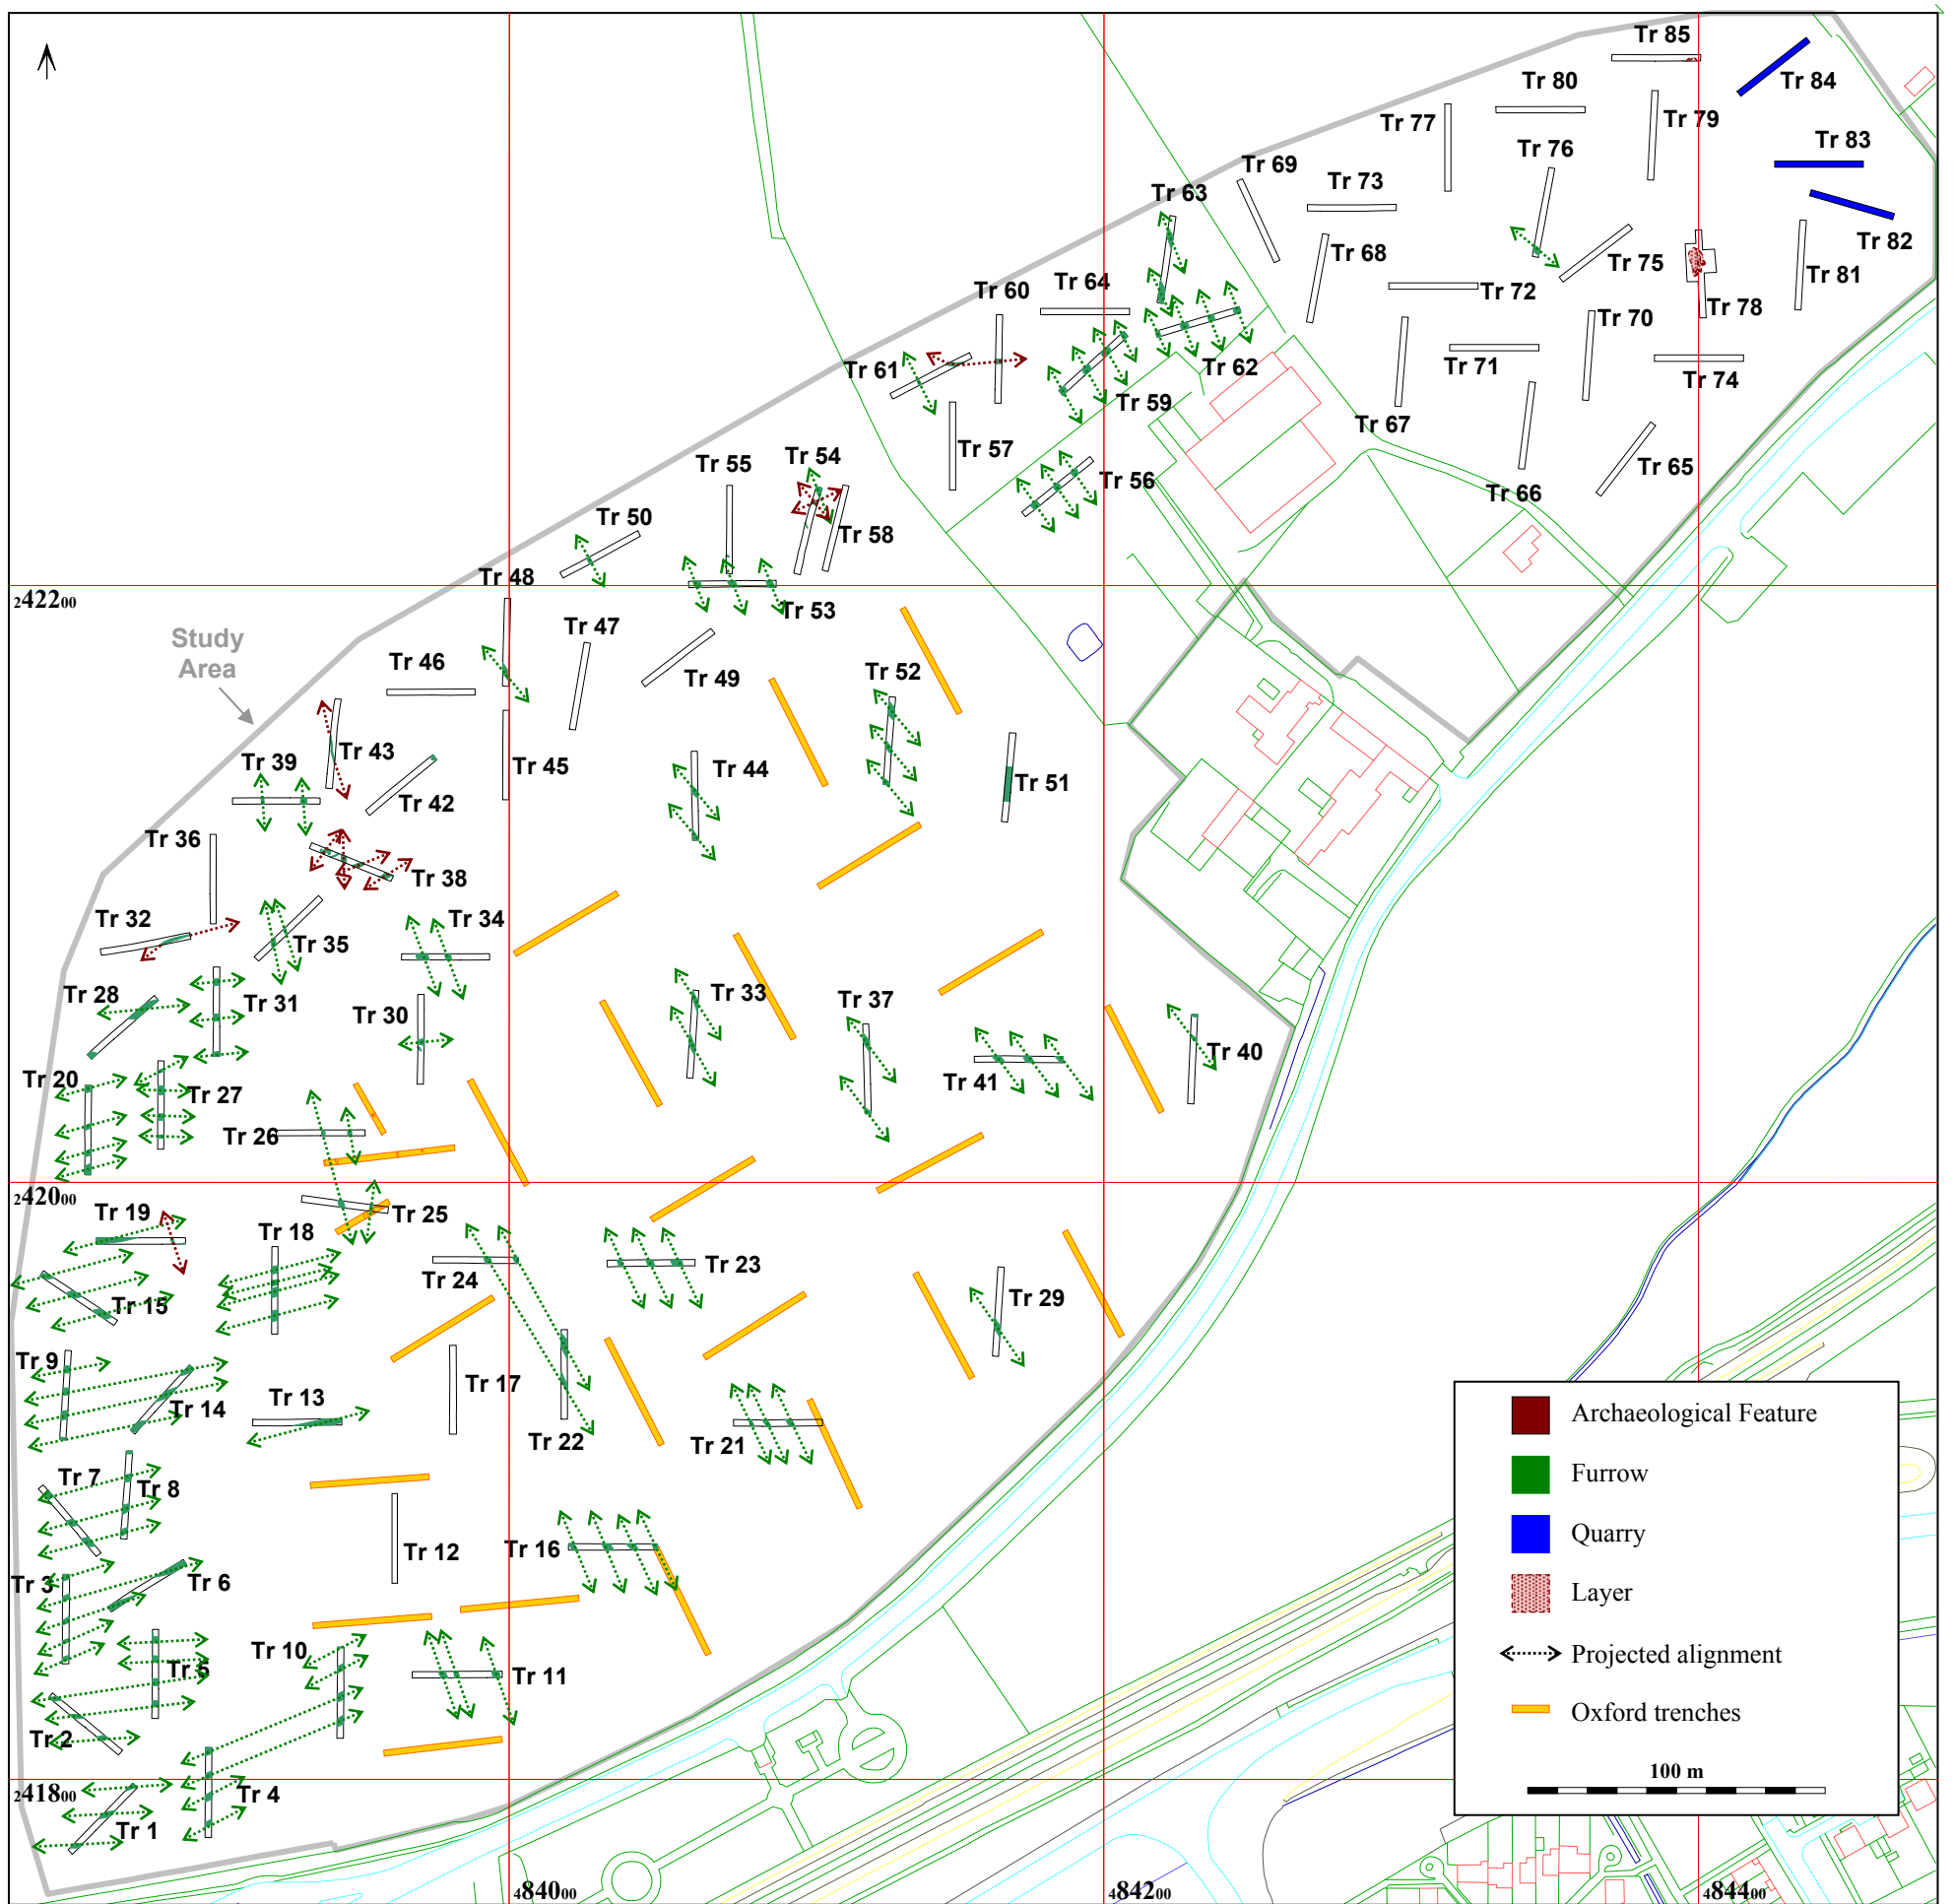 Tr 85
Tr 80
Tr 84
Tr 77
Tr 79
Tr 83
Tr 76
Tr 69
Tr 73
Tr 63
Tr 68
Tr 75
Tr 82
Tr 81
Tr 64
Tr 60
Tr 72
Tr 78
Tr 70
Tr 61
Tr 62
Tr 71
Tr 74
Tr 59
Tr 67
Tr 57
Tr 55
Tr 54
Tr 56
Tr 65
Tr 66
Tr 50
Tr 58
Tr 48
242200
Tr 53
Tr 47
Study
Area
Tr 46
Tr 49
Tr 52
Tr 43
Tr 39
Tr 45
Tr 44
Tr 51
Tr 42
Tr 36
Tr 38
Tr 32
Tr 35
Tr 34
Tr 28
Tr 31
Tr 33
Tr 37
Tr 30
Tr 40
Tr 20
Tr 27
Tr 41
Tr 26
242000
Tr 19
Tr 25
Tr 18
Tr 24
Tr 23
Tr 15
Tr 29
Tr 9
Tr 17
Tr 13
Tr 14
Tr 22
Tr 21
Archaeological Feature
Furrow
Quarry
Layer
Projected alignment
Oxford trenches
100 m
Tr 7
Tr 8
Tr 12
Tr 16
Tr 3
Tr 6
Tr 10
Tr 5
Tr 11
Tr 2
241800
Tr 4
Tr 1
484000
484200
484400